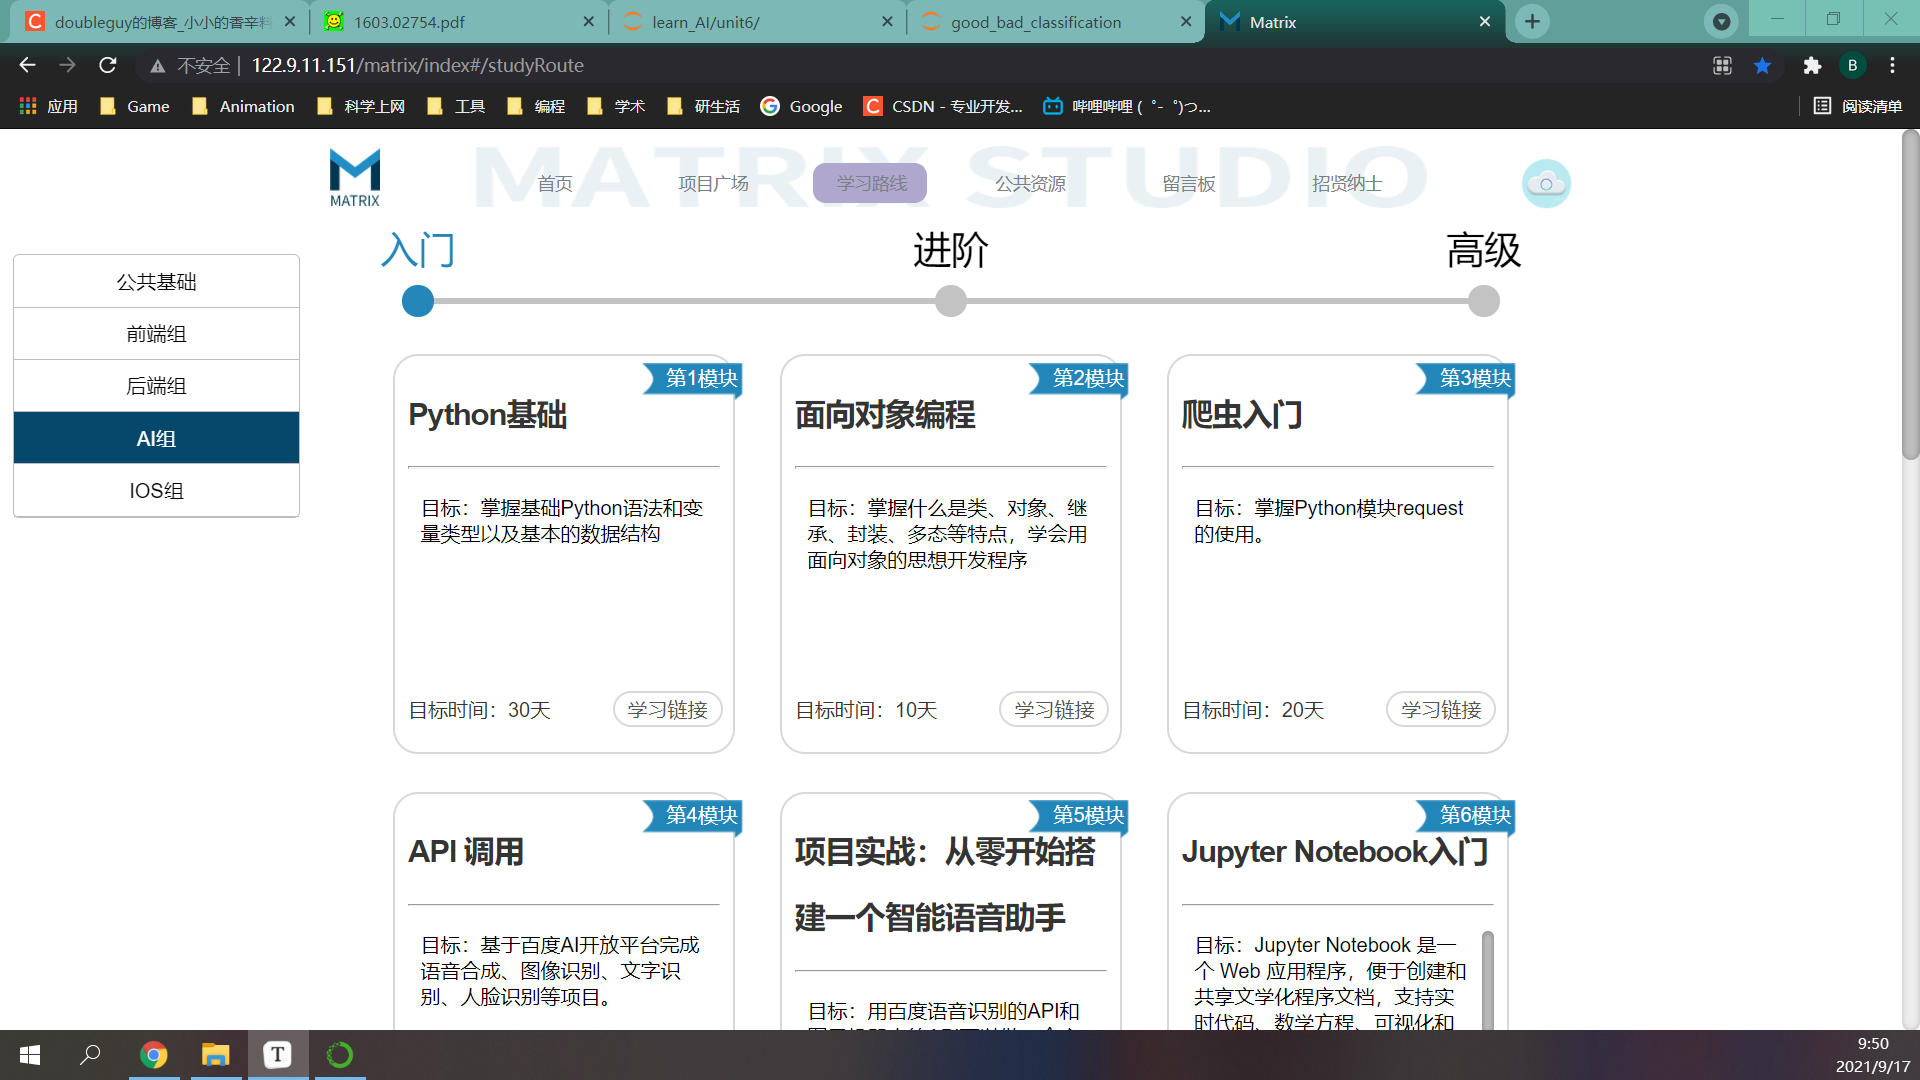 doubleguy的博客_小小的香辛料
1603.02754.pdf
learn_AI/unit6/
good_bad_classification
Matrix
不安全 | 122.9.11.151/matrix/index#/studyRoute
B
应用
Game
Animation
科学上网
工具
编程
学术
研生活
Google
CSDN - 专业开发...
哔哩哔哩 ( ゜- ゜)つ...
阅读清单
MATRIX STUDIO
MATRIX
首页
项目广场
学习路线
公共资源
留言板
招贤纳士
入门
进阶
高级
公共基础
前端组
后端组
AI组
IOS组
第1模块
Python基础
目标：掌握基础Python语法和变
量类型以及基本的数据结构
目标时间：30天
学习链接
第2模块
面向对象编程
目标：掌握什么是类、对象、继
承、封装、多态等特点，学会用
面向对象的思想开发程序
目标时间：10天
学习链接
第3模块
爬虫入门
目标：掌握Python模块request
的使用。
目标时间：20天
学习链接
第4模块
API 调用
目标：基于百度AI开放平台完成
语音合成、图像识别、文字识
别、人脸识别等项目。
第5模块
项目实战：从零开始搭
建一个智能语音助手
目标：用百度语音识别的API和
第6模块
Jupyter Notebook入门
目标：Jupyter Notebook 是一
个 Web 应用程序，便于创建和
共享文学化程序文档，支持实
时代码、数学方程、可视化和
T
9:50
2021/9/17